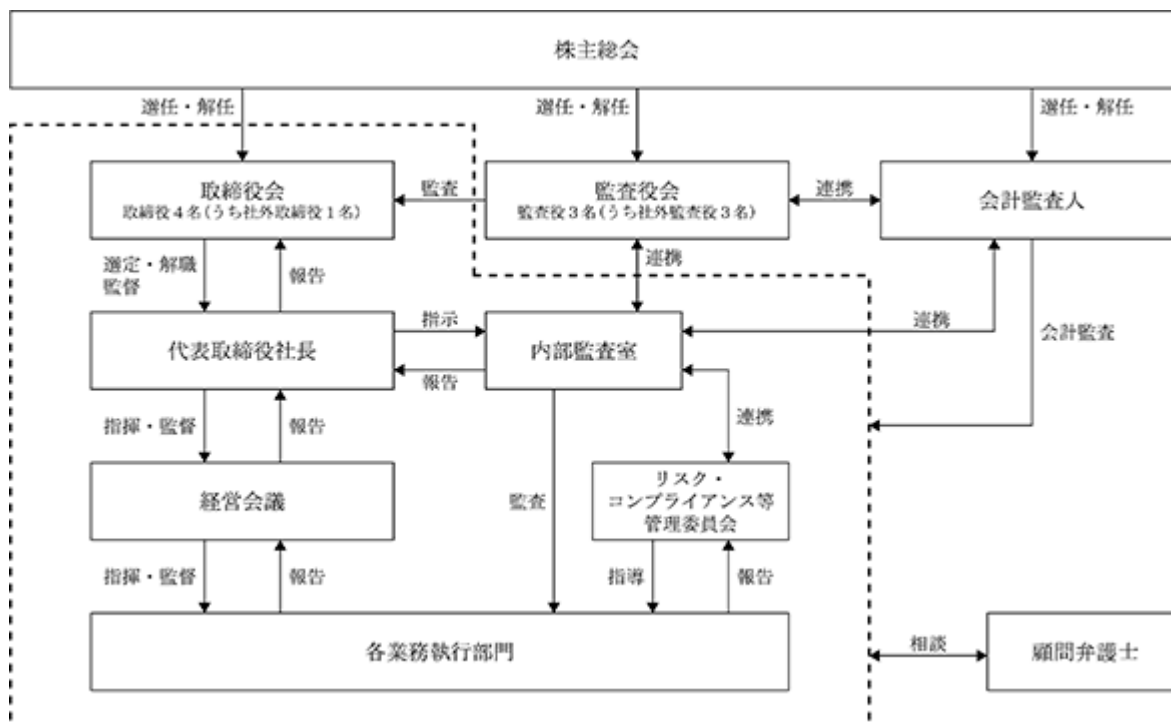 株主総会
選任・解任
選任・解任
選任・解任
取締役会
取締役４名(うち社外取締役１名)
監査
監査役会
監査役３名(うち社外監査役３名)
連携
会計監査人
選定・解職
監督
報告
連携
代表取締役社長
指示
報告
内部監査室
連携
会計監査
指揮・監督
報告
連携
経営会議
監査
リスク・
コンプライアンス等
管理委員会
指揮・監督
報告
指導
報告
各業務執行部門
相談
顧問弁護士